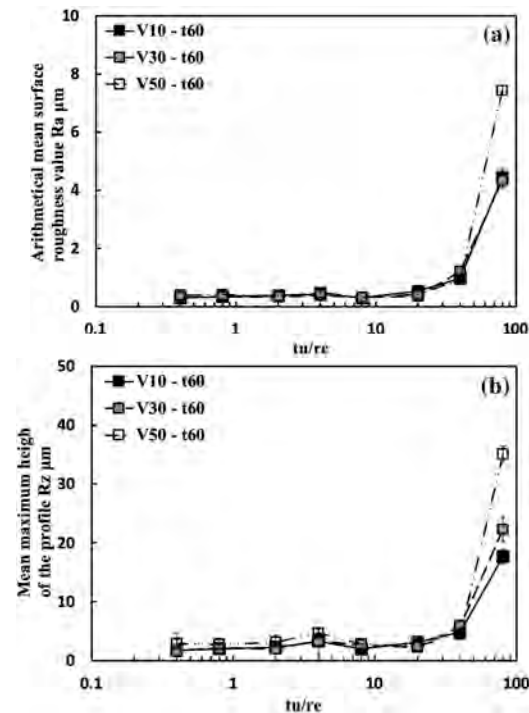 10
8
6
4
2
0
Arithmetical mean surface
roughness value Ra µm
V10 - t60
V30 - t60
V50 - t60
(a)
0.1
1
10
100
tu/re
50
40
30
20
10
0
Mean maximum heigh
of the profile Rz µm
V10 - t60
V30 - t60
V50 - t60
(b)
0.1
1
10
100
tu/re